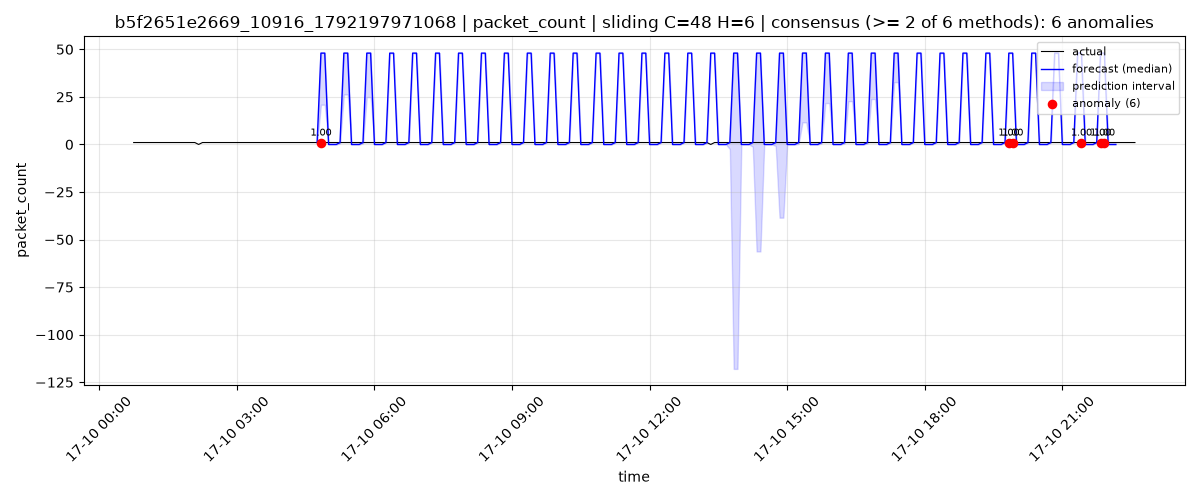 b5f2651e2669_10916_1792197971068 | packet_count | sliding C=48 H=6 | consensus (>= 2 of 6 methods): 6 anomalies
50
25
0
−25
−50
−75
−100
−125
packet_count
actual
forecast (median)
prediction interval
anomaly (6)
1.00
1.00
17-10 00:00
17-10 03:00
17-10 06:00
17-10 09:00
17-10 12:00
17-10 15:00
17-10 18:00
17-10 21:00
time